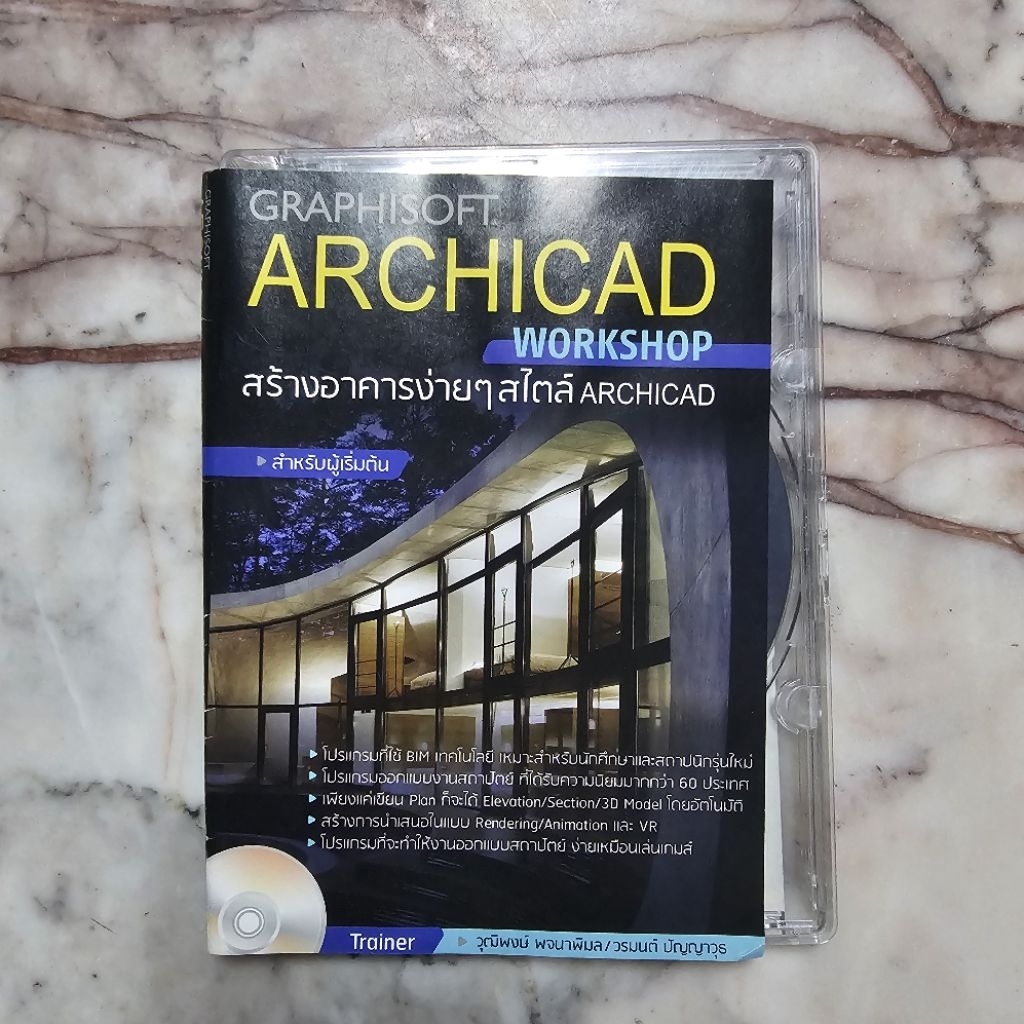 GRAPHISOFT
GRAPHISOFT.
ARCHICAD
WORKSHOP
สร้างอาคารง่ายๆ สไตล์ ARCHICAD
สำหรับผู้เริ่มต้น
โปรแกรมที่ใช้ BIM เทคโนโลยี เหมาะสำหรับนักศึกษาและสถาปนิกรุ่นใหม่
โปรแกรมออกแบบงานสถาปัตย์ ที่ได้รับความนิยมมากกว่า 60 ประเทศ
เพียงแค่เขียน Plan ก็จะได้ Elevation/Section/3D Model โดยอัตโนมัติ
สร้างการนำเสนอในแบบ Rendering/Animation และ VR
โปรแกรมที่จะทำให้งานออกแบบสถาปัตย์ ง่ายเหมือนเล่นเกมส์
Trainer วุฒิพงษ์ พจนาพิมล/วรมนต์ ปัญญาวุธ